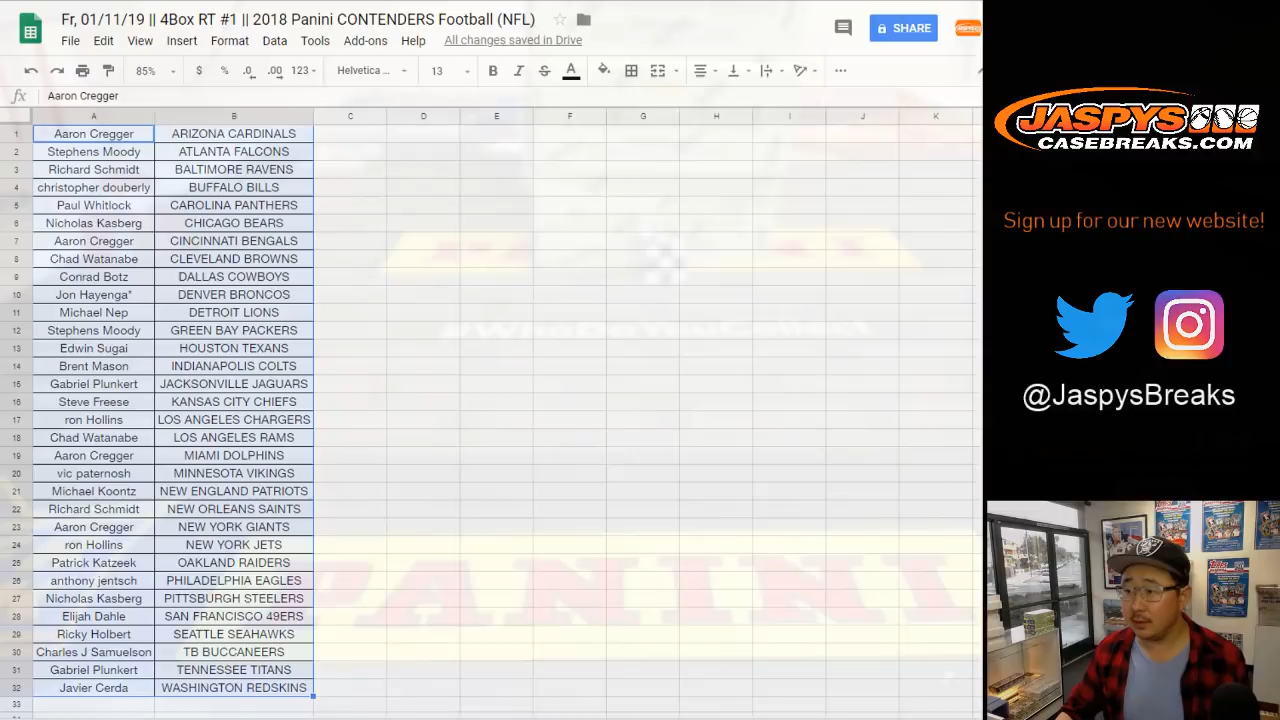 Fr, 01/11/19 || 4Box RT #1 || 2018 Panini CONTENDERS Football (NFL)
File Edit View Insert Format Tools Add-ons Help All changes saved in Drive
SHARE
85% $ % .0 .00 123 Helvetica ... 13 B I S A
fx Aaron Cregger
A B C D E F G H I J K
1 Aaron Cregger ARIZONA CARDINALS
2 Stephens Moody ATLANTA FALCONS
3 Richard Schmidt BALTIMORE RAVENS
4 christopher douberly BUFFALO BILLS
5 Paul Whitlock CAROLINA PANTHERS
6 Nicholas Kasberg CHICAGO BEARS
7 Aaron Cregger CINCINNATI BENGALS
8 Chad Watanabe CLEVELAND BROWNS
9 Conrad Botz DALLAS COWBOYS
10 Jon Hayenga* DENVER BRONCOS
11 Michael Nep DETROIT LIONS
12 Stephens Moody GREEN BAY PACKERS
13 Edwin Sugai HOUSTON TEXANS
14 Brent Mason INDIANAPOLIS COLTS
15 Gabriel Plunkert JACKSONVILLE JAGUARS
16 Steve Freese KANSAS CITY CHIEFS
17 ron Hollins LOS ANGELES CHARGERS
18 Chad Watanabe LOS ANGELES RAMS
19 Aaron Cregger MIAMI DOLPHINS
20 vic paternosh MINNESOTA VIKINGS
21 Michael Koontz NEW ENGLAND PATRIOTS
22 Richard Schmidt NEW ORLEANS SAINTS
23 Aaron Cregger NEW YORK GIANTS
24 ron Hollins NEW YORK JETS
25 Patrick Katzeek OAKLAND RAIDERS
26 anthony jentsch PHILADELPHIA EAGLES
27 Nicholas Kasberg PITTSBURGH STEELERS
28 Elijah Dahle SAN FRANCISCO 49ERS
29 Ricky Holbert SEATTLE SEAHAWKS
30 Charles J Samuelson TB BUCCANEERS
31 Gabriel Plunkert TENNESSEE TITANS
32 Javier Cerda WASHINGTON REDSKINS
33
PANINI
JASPYS
CASEBREAKS.COM
Sign up for our new website!
@JaspysBreaks